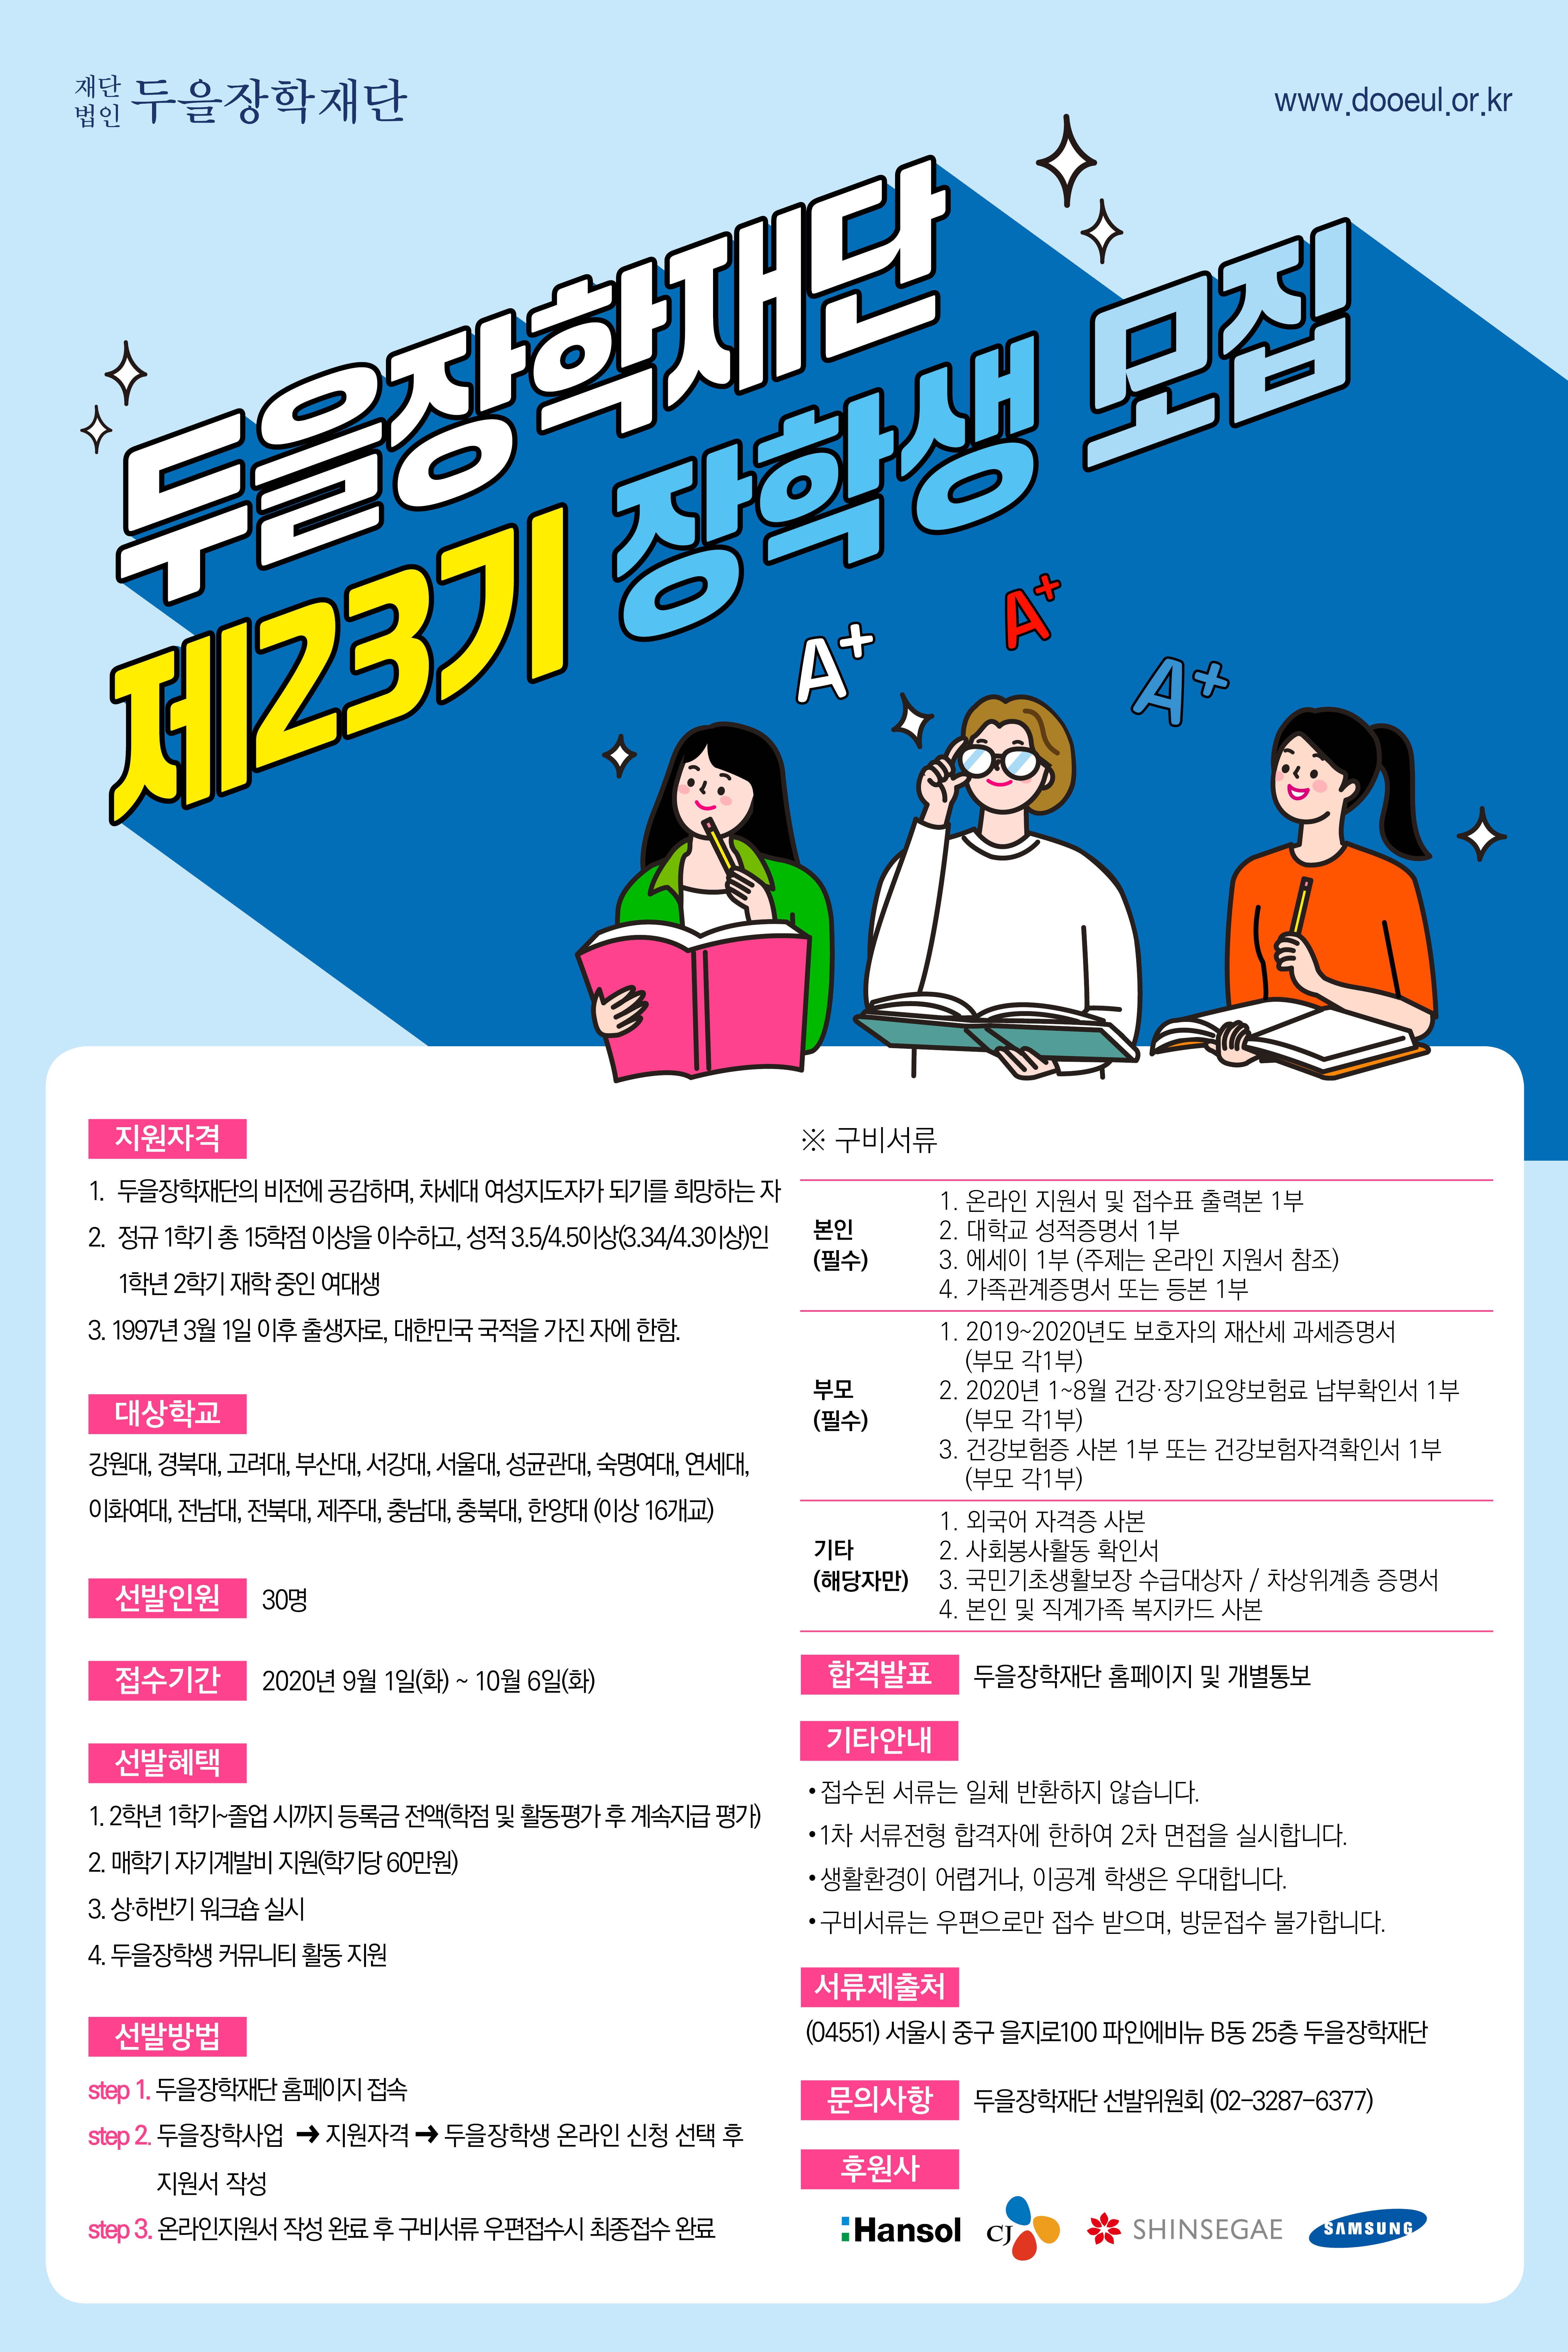 재단
법인 두을장학재단
www.dooeul.or.kr
두을장학재단
제23기 장학생 모집
A+
A+
A+
지원자격
1. 두을장학재단의 비전에 공감하며, 차세대 여성지도자가 되기를 희망하는 자
2. 정규 1학기 총 15학점 이상을 이수하고, 성적 3.5/4.5이상(3.34/4.3이상)인
1학년 2학기 재학 중인 여대생
3. 1997년 3월 1일 이후 출생자로, 대한민국 국적을 가진 자에 한함.
대상학교
강원대, 경북대, 고려대, 부산대, 서강대, 서울대, 성균관대, 숙명여대, 연세대,
이화여대, 전남대, 전북대, 제주대, 충남대, 충북대, 한양대 (이상 16개교)
선발인원 30명
접수기간 2020년 9월 1일(화) ~ 10월 6일(화)
선발혜택
1. 2학년 1학기~졸업 시까지 등록금 전액(학점 및 활동평가 후 계속지급 평가)
2. 매학기 자기계발비 지원(학기당 60만원)
3. 상·하반기 워크숍 실시
4. 두을장학생 커뮤니티 활동 지원
선발방법
step 1. 두을장학재단 홈페이지 접속
step 2. 두을장학사업 → 지원자격 → 두을장학생 온라인 신청 선택 후
지원서 작성
step 3. 온라인지원서 작성 완료 후 구비서류 우편접수시 최종접수 완료
※ 구비서류
본인
(필수)
1. 온라인 지원서 및 접수표 출력본 1부
2. 대학교 성적증명서 1부
3. 에세이 1부 (주제는 온라인 지원서 참조)
4. 가족관계증명서 또는 등본 1부
부모
(필수)
1. 2019~2020년도 보호자의 재산세 과세증명서
(부모 각1부)
2. 2020년 1~8월 건강·장기요양보험료 납부확인서 1부
(부모 각1부)
3. 건강보험증 사본 1부 또는 건강보험자격확인서 1부
(부모 각1부)
기타
(해당자만)
1. 외국어 자격증 사본
2. 사회봉사활동 확인서
3. 국민기초생활보장 수급대상자 / 차상위계층 증명서
4. 본인 및 직계가족 복지카드 사본
합격발표 두을장학재단 홈페이지 및 개별통보
기타안내
•접수된 서류는 일체 반환하지 않습니다.
•1차 서류전형 합격자에 한하여 2차 면접을 실시합니다.
•생활환경이 어렵거나, 이공계 학생은 우대합니다.
•구비서류는 우편으로만 접수 받으며, 방문접수 불가합니다.
서류제출처
(04551) 서울시 중구 을지로100 파인에비뉴 B동 25층 두을장학재단
문의사항 두을장학재단 선발위원회 (02-3287-6377)
후원사
Hansol CJ SHINSEGAE SAMSUNG